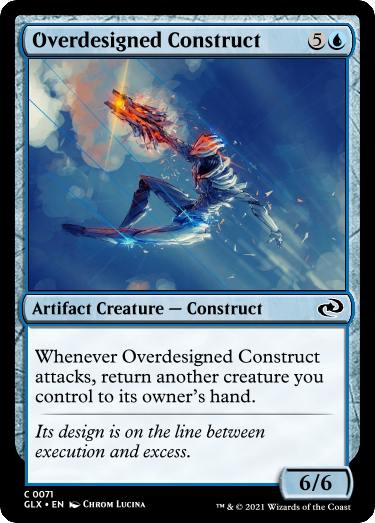 Overdesigned Construct 5
Artifact Creature — Construct
Whenever Overdesigned Construct
attacks, return another creature you
control to its owner's hand.
Its design is on the line between
execution and excess.
6/6
C 0071
GLX • EN Chrom Lucina
™ & © 2021 Wizards of the Coast